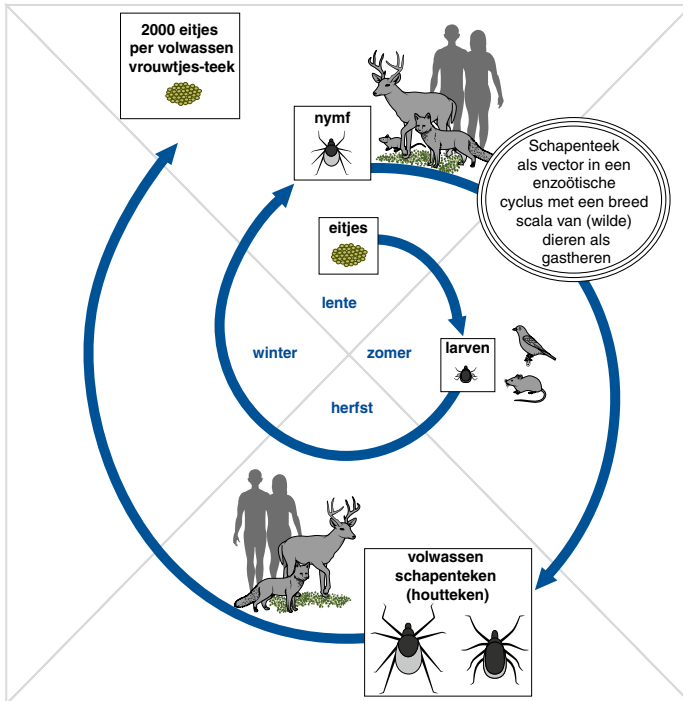 2000 eitjes
per volwassen
vrouwtjes-teek
nymf
Schapenteek
als vector in een
enzoötische
cyclus met een breed
scala van (wilde)
dieren als
gastheren
eitjes
lente
winter
zomer
larven
herfst
volwassen
schapenteken
(houtteken)